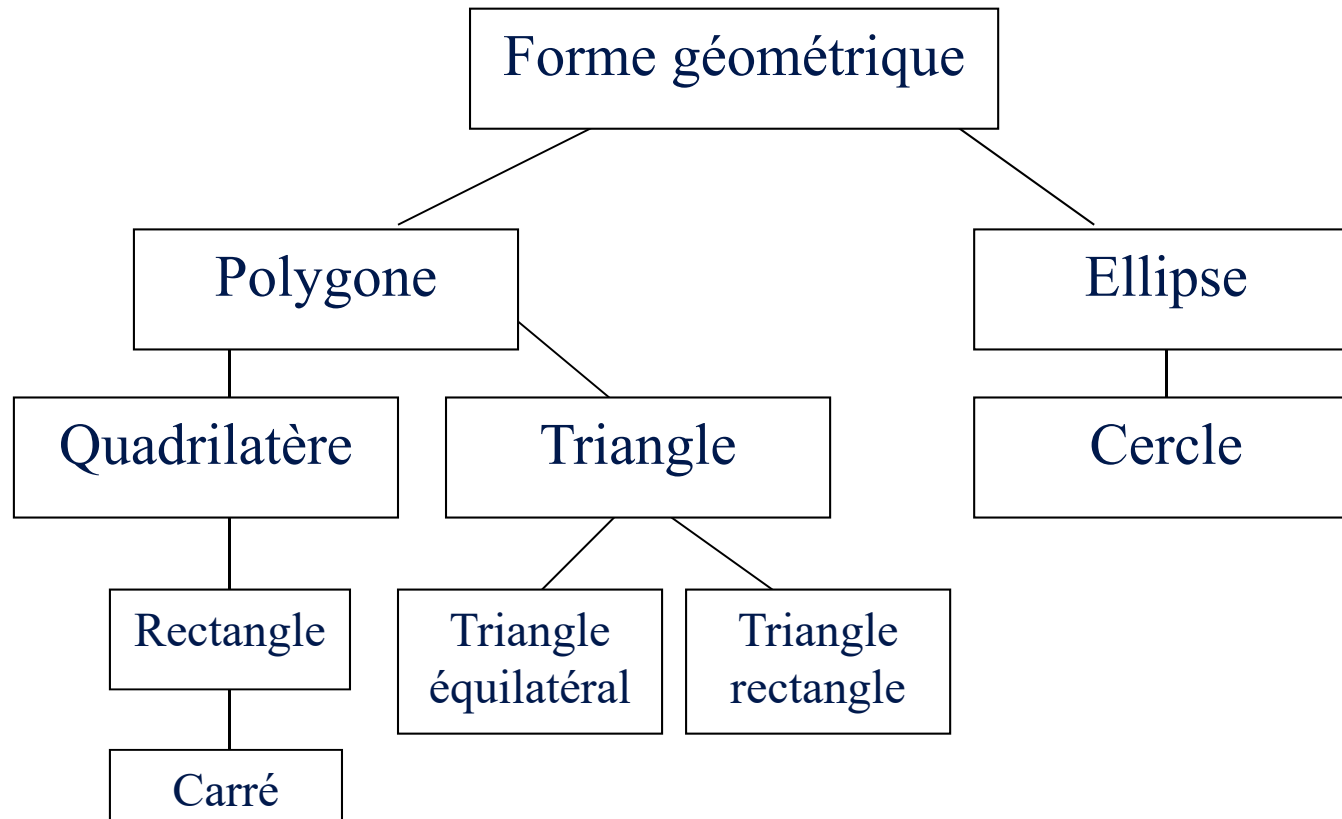 Forme géométrique
Polygone
Ellipse
Quadrilatère
Triangle
Cercle
Rectangle
Triangle
équilatéral
Triangle
rectangle
Carré